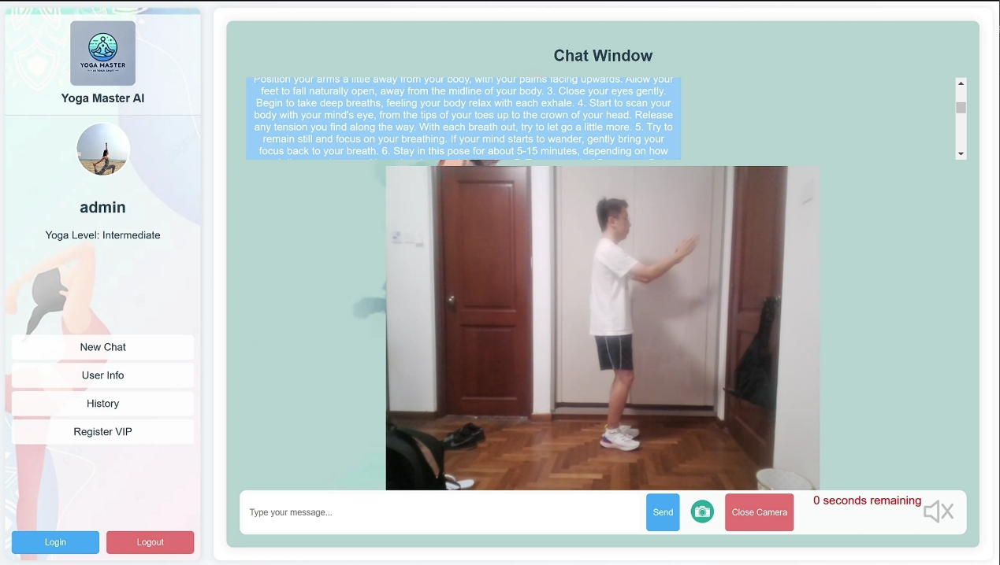 YOGA MASTER
Yoga Master AI
admin
Yoga Level: Intermediate
New Chat
User Info
History
Register VIP
Login
Logout
Chat Window
Position your arms a little away from your body, with your palms facing upwards. Allow your
feet to fall naturally open, away from the midline of your body. 3. Close your eyes gently.
Begin to take deep breaths, feeling your body relax with each exhale. 4. Start to scan your
body with your mind's eye, from the tips of your toes up to the crown of your head. Release
any tension you find along the way. With each breath out, try to let go a little more. 5. Try to
remain still and focus on your breathing. If your mind starts to wander, gently bring your
focus back to your breath. 6. Stay in this pose for about 5-15 minutes, depending on how
Type your message...
Send
Close Camera
0 seconds remaining